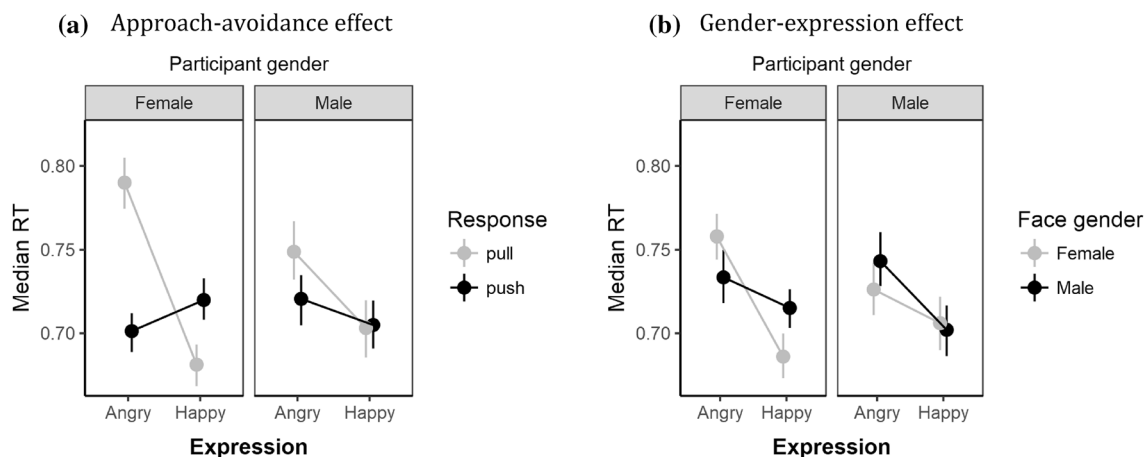 (a) Approach-avoidance effect
Participant gender
Female Male
0.80
0.75
0.70
Median RT
Angry Happy Angry Happy
Expression
Response
pull
push
(b) Gender-expression effect
Participant gender
Female Male
0.80
0.75
0.70
Median RT
Angry Happy Angry Happy
Expression
Face gender
Female
Male